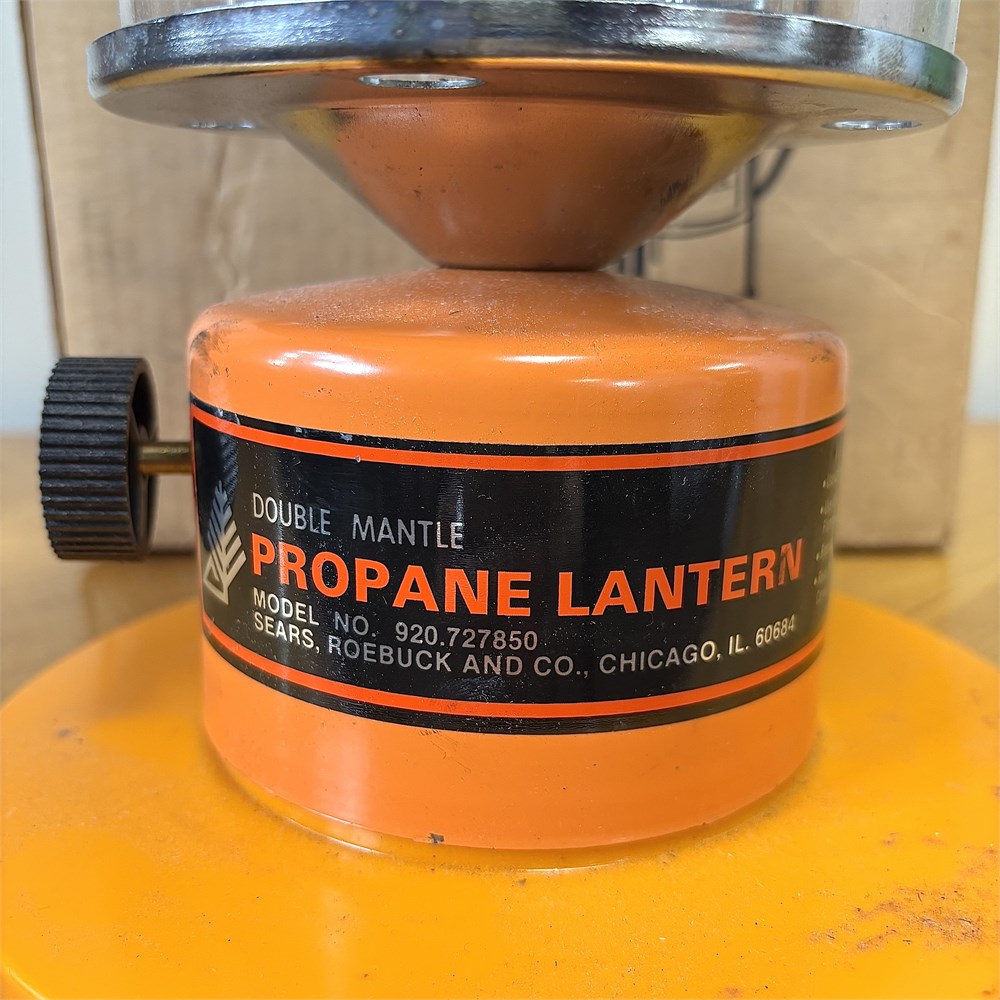 DOUBLE MANTLE
PROPANE LANTERN
MODEL NO. 920.727850
SEARS, ROEBUCK AND CO., CHICAGO, IL. 60684